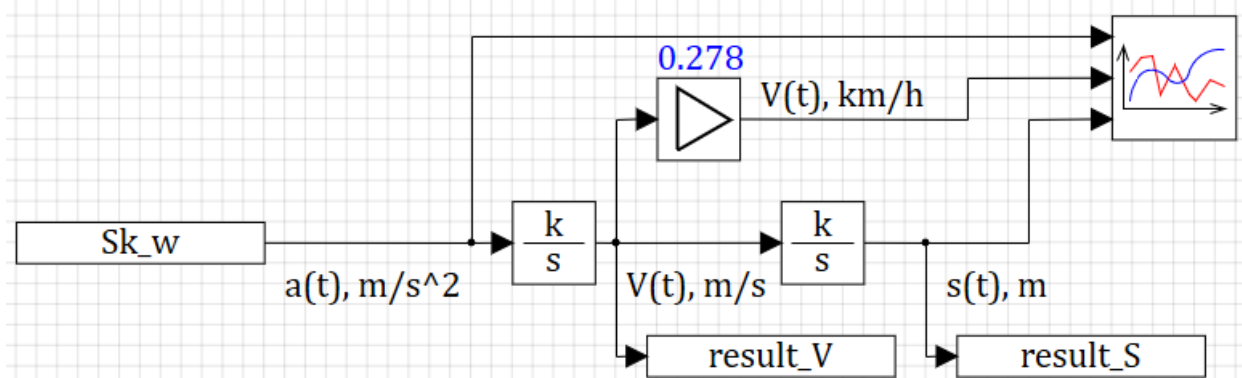 0.278
V(t), km/h
Sk_w
k
s
k
s
a(t), m/s^2
V(t), m/s
s(t), m
result_V
result_S